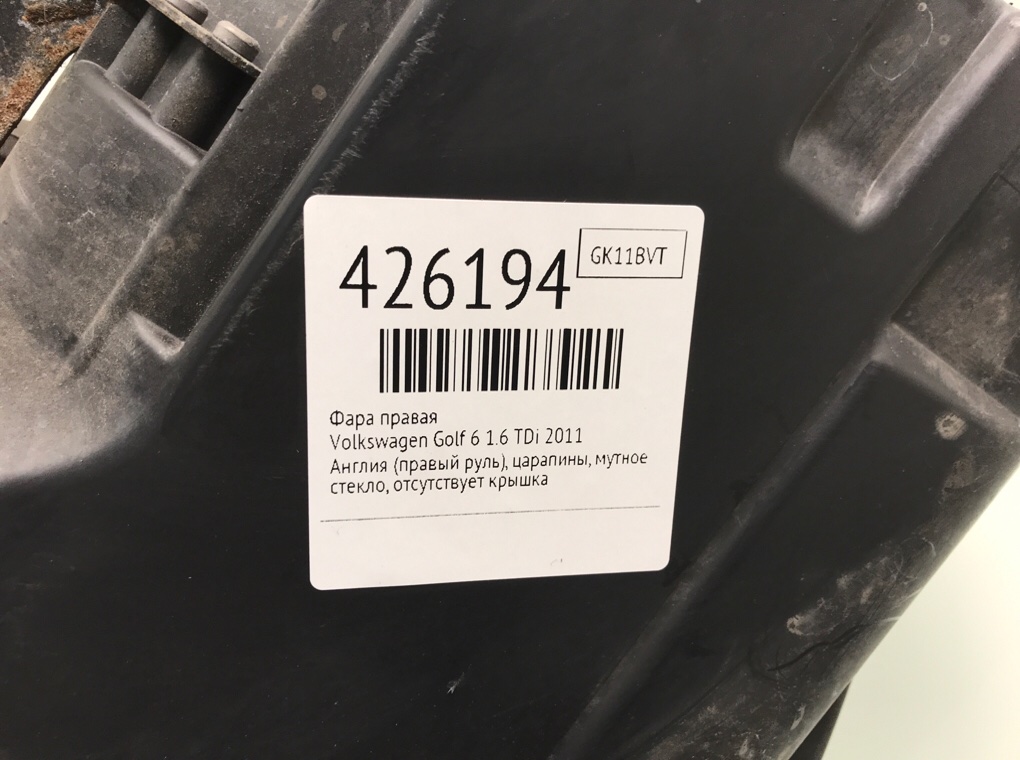 426194
GK11BVT
Фара правая
Volkswagen Golf 6 1.6 TDi 2011
Англия (правый руль), царапины, мутное
стекло, отсутствует крышка